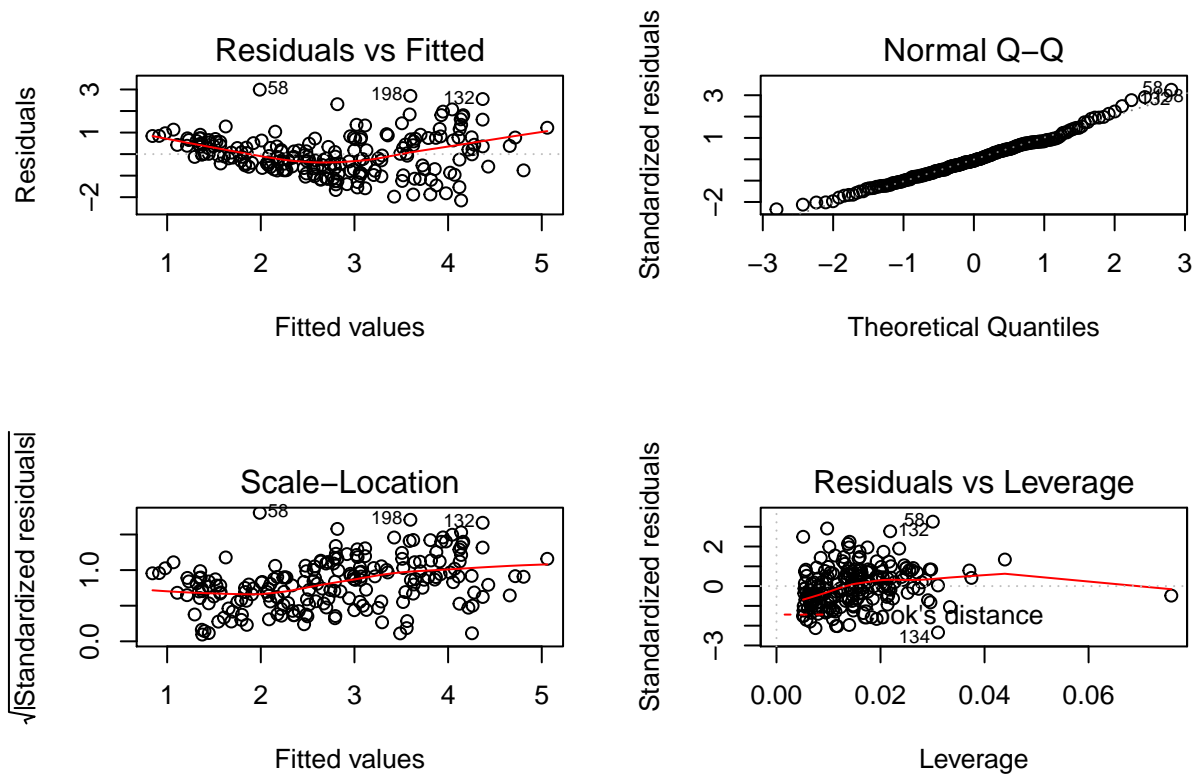 Residuals vs Fitted
Residuals
3
1
−2
58
198
132
1 2 3 4 5
Fitted values
Normal Q−Q
Standardized residuals
3
1
−2
58
132
−3 −2 −1 0 1 2 3
Theoretical Quantiles
Scale−Location
√|Standardized residuals|
1.0
0.0
58
198
132
1 2 3 4 5
Fitted values
Residuals vs Leverage
Standardized residuals
2
0
−3
58
132
ook's distance
134
0.00 0.02 0.04 0.06
Leverage